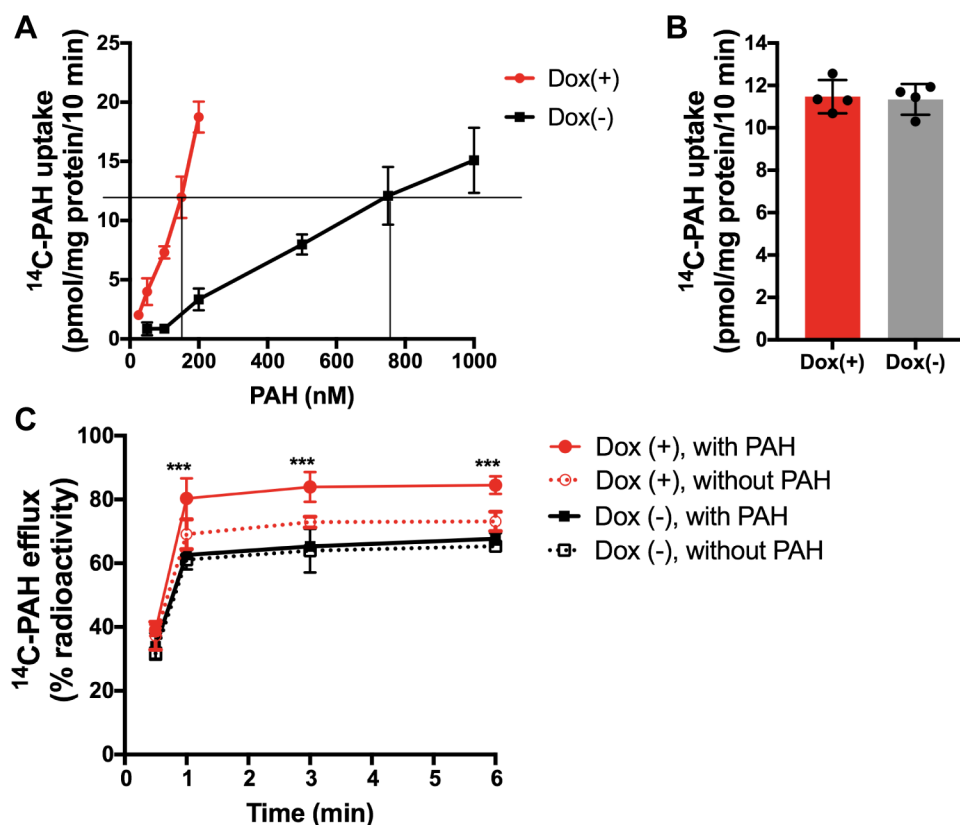 A
¹⁴C-PAH uptake
(pmol/mg protein/10 min)
25
20
15
10
5
0
0
200
400
600
800
1000
PAH (nM)
Dox(+)
Dox(-)
B
¹⁴C-PAH uptake
(pmol/mg protein/10 min)
14
12
10
8
6
4
2
0
Dox(+)
Dox(-)
C
¹⁴C-PAH efflux
(% radioactivity)
100
80
60
40
20
0
***
***
***
0
1
2
3
4
5
6
Time (min)
Dox (+), with PAH
Dox (+), without PAH
Dox (-), with PAH
Dox (-), without PAH